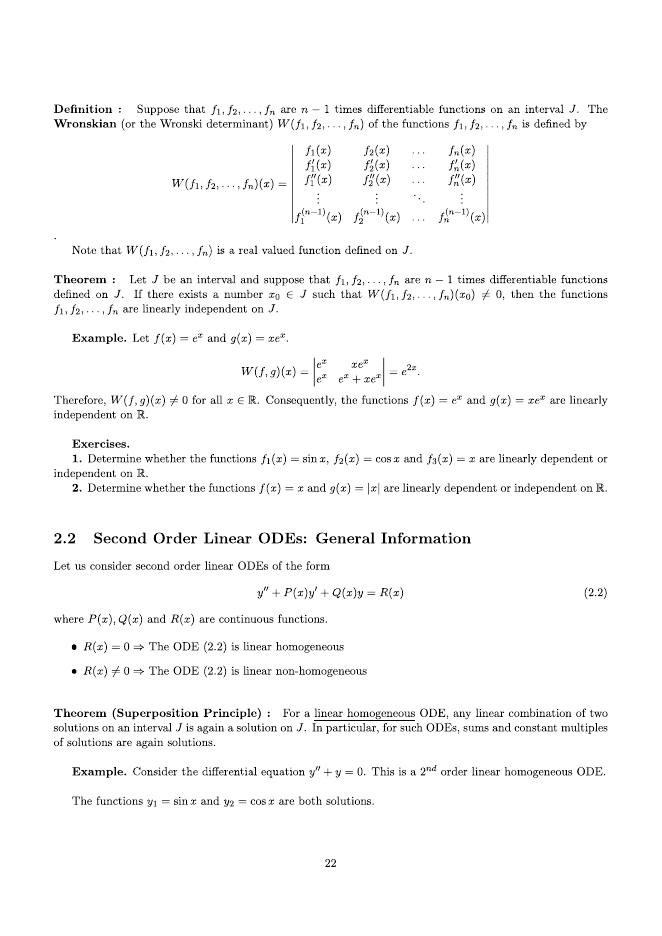 Definition : Suppose that f₁, f₂, . . . , fₙ are n − 1 times differentiable functions on an interval J. The
Wronskian (or the Wronski determinant) W(f₁, f₂, . . . , fₙ) of the functions f₁, f₂, . . . , fₙ is defined by
W(f₁, f₂, . . . , fₙ)(x) = | f₁(x) f₂(x) . . . fₙ(x) |
| f₁′(x) f₂′(x) . . . fₙ′(x) |
| f₁″(x) f₂″(x) . . . fₙ″(x) |
| ⋮ ⋮ ⋱ ⋮ |
| f₁⁽ⁿ⁻¹⁾(x) f₂⁽ⁿ⁻¹⁾(x) . . . fₙ⁽ⁿ⁻¹⁾(x) |
.
Note that W(f₁, f₂, . . . , fₙ) is a real valued function defined on J.
Theorem : Let J be an interval and suppose that f₁, f₂, . . . , fₙ are n − 1 times differentiable functions
defined on J. If there exists a number x₀ ∈ J such that W(f₁, f₂, . . . , fₙ)(x₀) ≠ 0, then the functions
f₁, f₂, . . . , fₙ are linearly independent on J.
Example. Let f(x) = eˣ and g(x) = xeˣ.
W(f, g)(x) = | eˣ xeˣ |
| eˣ eˣ + xeˣ | = e²ˣ.
Therefore, W(f, g)(x) ≠ 0 for all x ∈ ℝ. Consequently, the functions f(x) = eˣ and g(x) = xeˣ are linearly
independent on ℝ.
Exercises.
1. Determine whether the functions f₁(x) = sin x, f₂(x) = cos x and f₃(x) = x are linearly dependent or
independent on ℝ.
2. Determine whether the functions f(x) = x and g(x) = |x| are linearly dependent or independent on ℝ.
2.2 Second Order Linear ODEs: General Information
Let us consider second order linear ODEs of the form
y″ + P(x)y′ + Q(x)y = R(x) (2.2)
where P(x), Q(x) and R(x) are continuous functions.
• R(x) = 0 ⇒ The ODE (2.2) is linear homogeneous
• R(x) ≠ 0 ⇒ The ODE (2.2) is linear non-homogeneous
Theorem (Superposition Principle) : For a linear homogeneous ODE, any linear combination of two
solutions on an interval J is again a solution on J. In particular, for such ODEs, sums and constant multiples
of solutions are again solutions.
Example. Consider the differential equation y″ + y = 0. This is a 2ⁿᵈ order linear homogeneous ODE.
The functions y₁ = sin x and y₂ = cos x are both solutions.
22